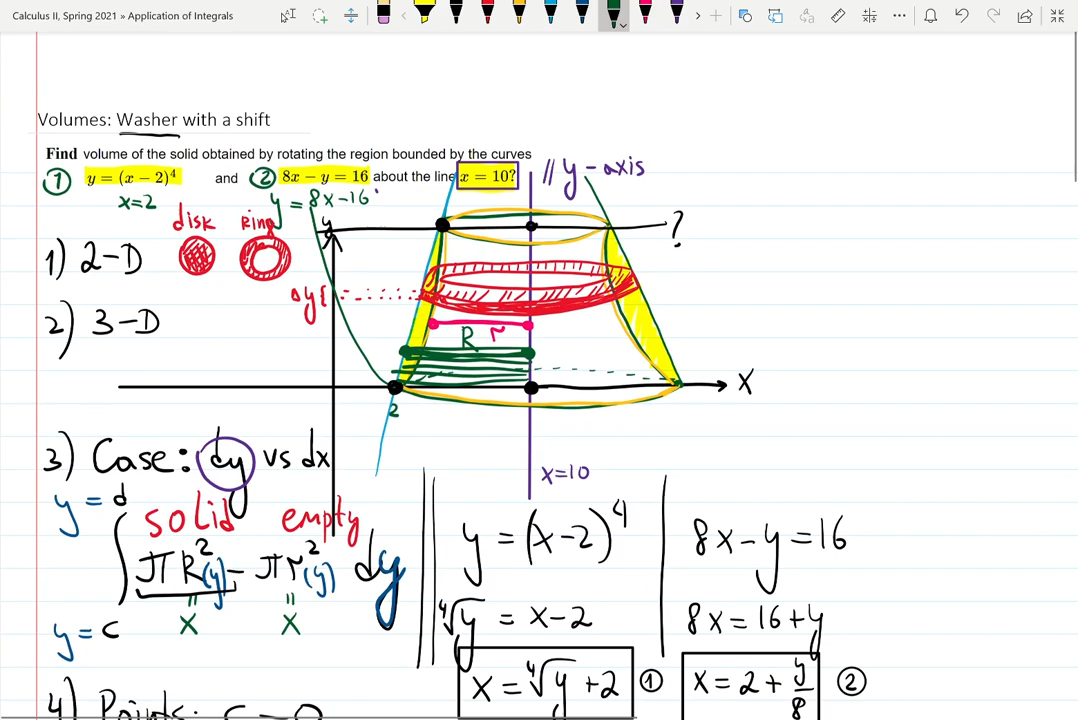 Calculus II, Spring 2021 » Application of Integrals
Volumes: Washer with a shift
Find volume of the solid obtained by rotating the region bounded by the curves
① y = (x − 2)⁴ and ② 8x − y = 16 about the line x = 10?
// y-axis
x=2
y = 8x-16
disk Ring
y
?
1) 2-D
Δy
2) 3-D
R r
x
2
3) Case: dy vs dx
x=10
y = d
solid empty
∫ πR²(y) - πr²(y) dy
= =
x x
y = c
y = (x-2)⁴
⁴√y = x-2
x = ⁴√y +2 ①
8x-y=16
8x=16+y
x = 2 + y/8 ②
4) Points: c = 0